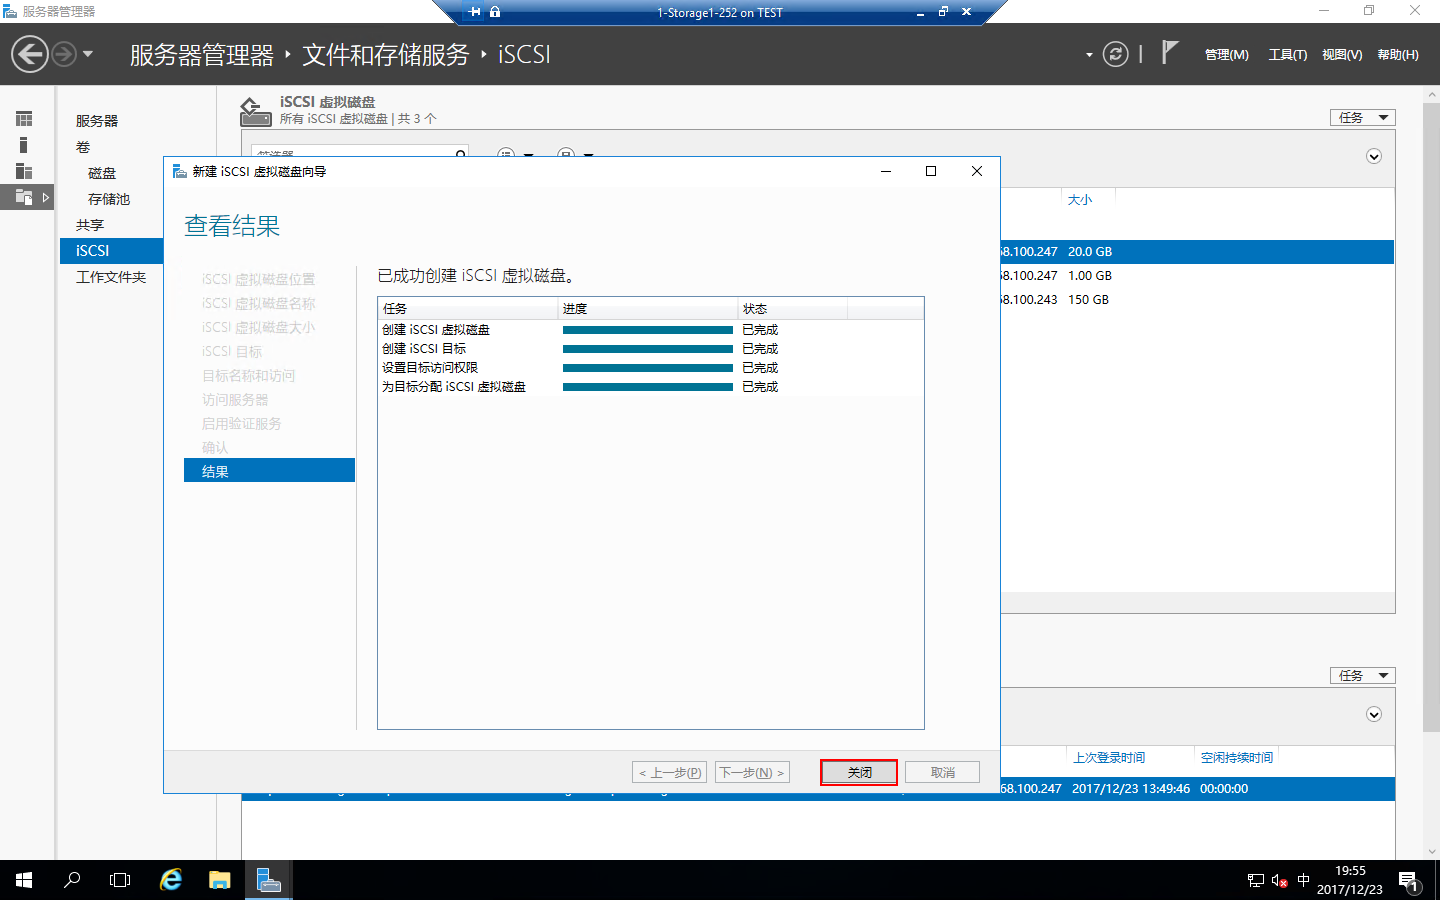 服务器管理器
1-Storage1-252 on TEST
服务器管理器 ‣ 文件和存储服务 ‣ iSCSI
管理(M) 工具(T) 视图(V) 帮助(H)
服务器
卷
磁盘
存储池
共享
iSCSI
工作文件夹
iSCSI 虚拟磁盘
所有 iSCSI 虚拟磁盘 | 共 3 个
任务
大小
68.100.247 20.0 GB
68.100.247 1.00 GB
68.100.243 150 GB
新建 iSCSI 虚拟磁盘向导
查看结果
iSCSI 虚拟磁盘位置
iSCSI 虚拟磁盘名称
iSCSI 虚拟磁盘大小
iSCSI 目标
目标名称和访问
访问服务器
启用验证服务
确认
结果
已成功创建 iSCSI 虚拟磁盘。
任务 进度 状态
创建 iSCSI 虚拟磁盘 已完成
创建 iSCSI 目标 已完成
设置目标访问权限 已完成
为目标分配 iSCSI 虚拟磁盘 已完成
< 上一步(P) 下一步(N) > 关闭 取消
任务
上次登录时间 空闲持续时间
68.100.247 2017/12/23 13:49:46 00:00:00
中
19:55
2017/12/23
1